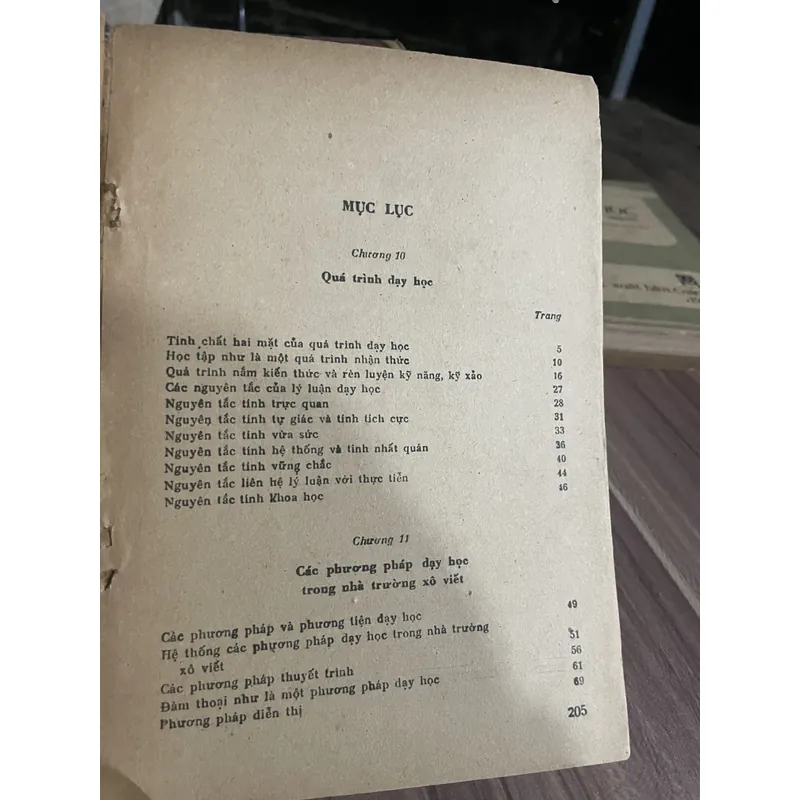 MỤC LỤC
Chương 10
Quá trình dạy học
Trang
Tính chất hai mặt của quá trình dạy học 5
Học tập như là một quá trình nhận thức 10
Quá trình nắm kiến thức và rèn luyện kỹ năng, kỹ xảo 16
Các nguyên tắc của lý luận dạy học 27
Nguyên tắc tính trực quan 28
Nguyên tắc tính tự giác và tính tích cực 31
Nguyên tắc tính vừa sức 33
Nguyên tắc tính hệ thống và tính nhất quán 36
Nguyên tắc tính vững chắc 40
Nguyên tắc liên hệ lý luận với thực tiễn 44
Nguyên tắc tính Khoa học 46
Chương 11
Các phương pháp dạy học
trong nhà trường xô viết
Các phương pháp và phương tiện dạy học 49
Hệ thống các phương pháp dạy học trong nhà trường
xô viết 51
Các phương pháp thuyết trình 56
Đàm thoại như là một phương pháp dạy học 61
Phương pháp diễn thị 69
205